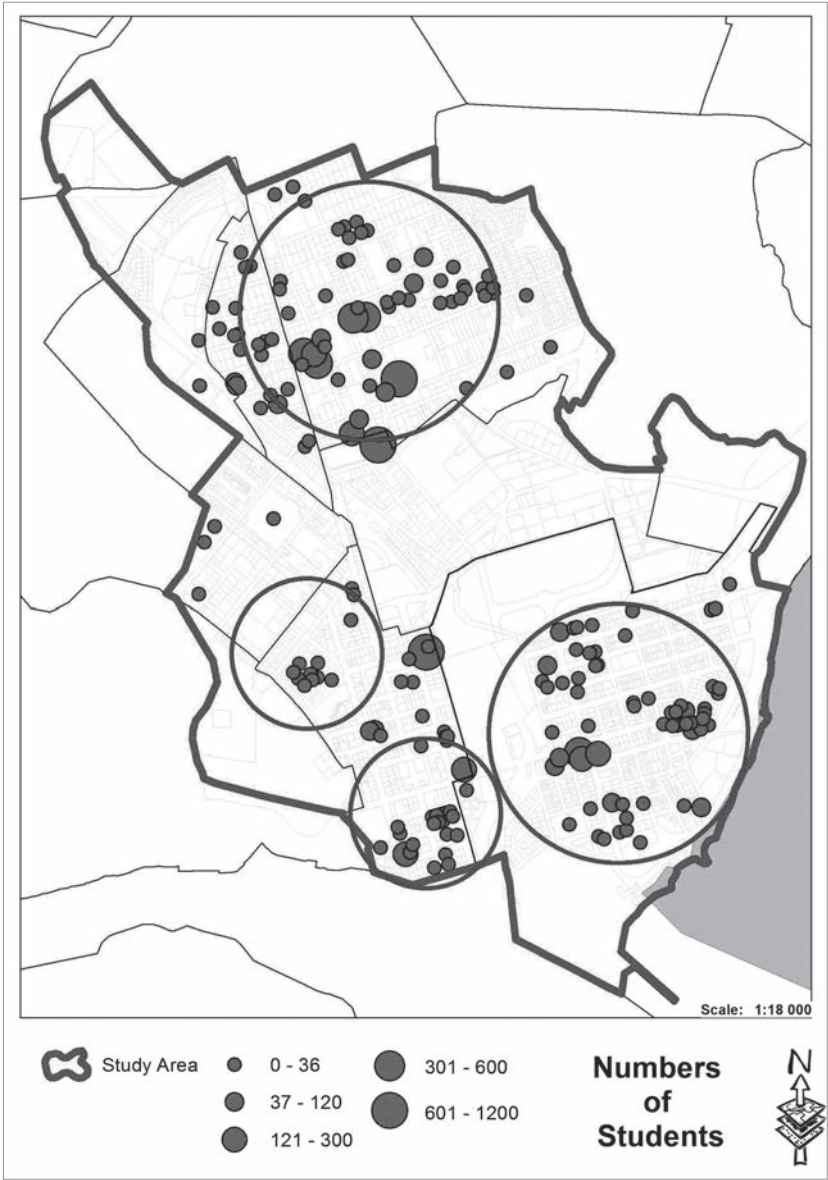 Scale: 1:18 000
Study Area
0 - 36
37 - 120
121 - 300
301 - 600
601 - 1200
Numbers
of
Students
N